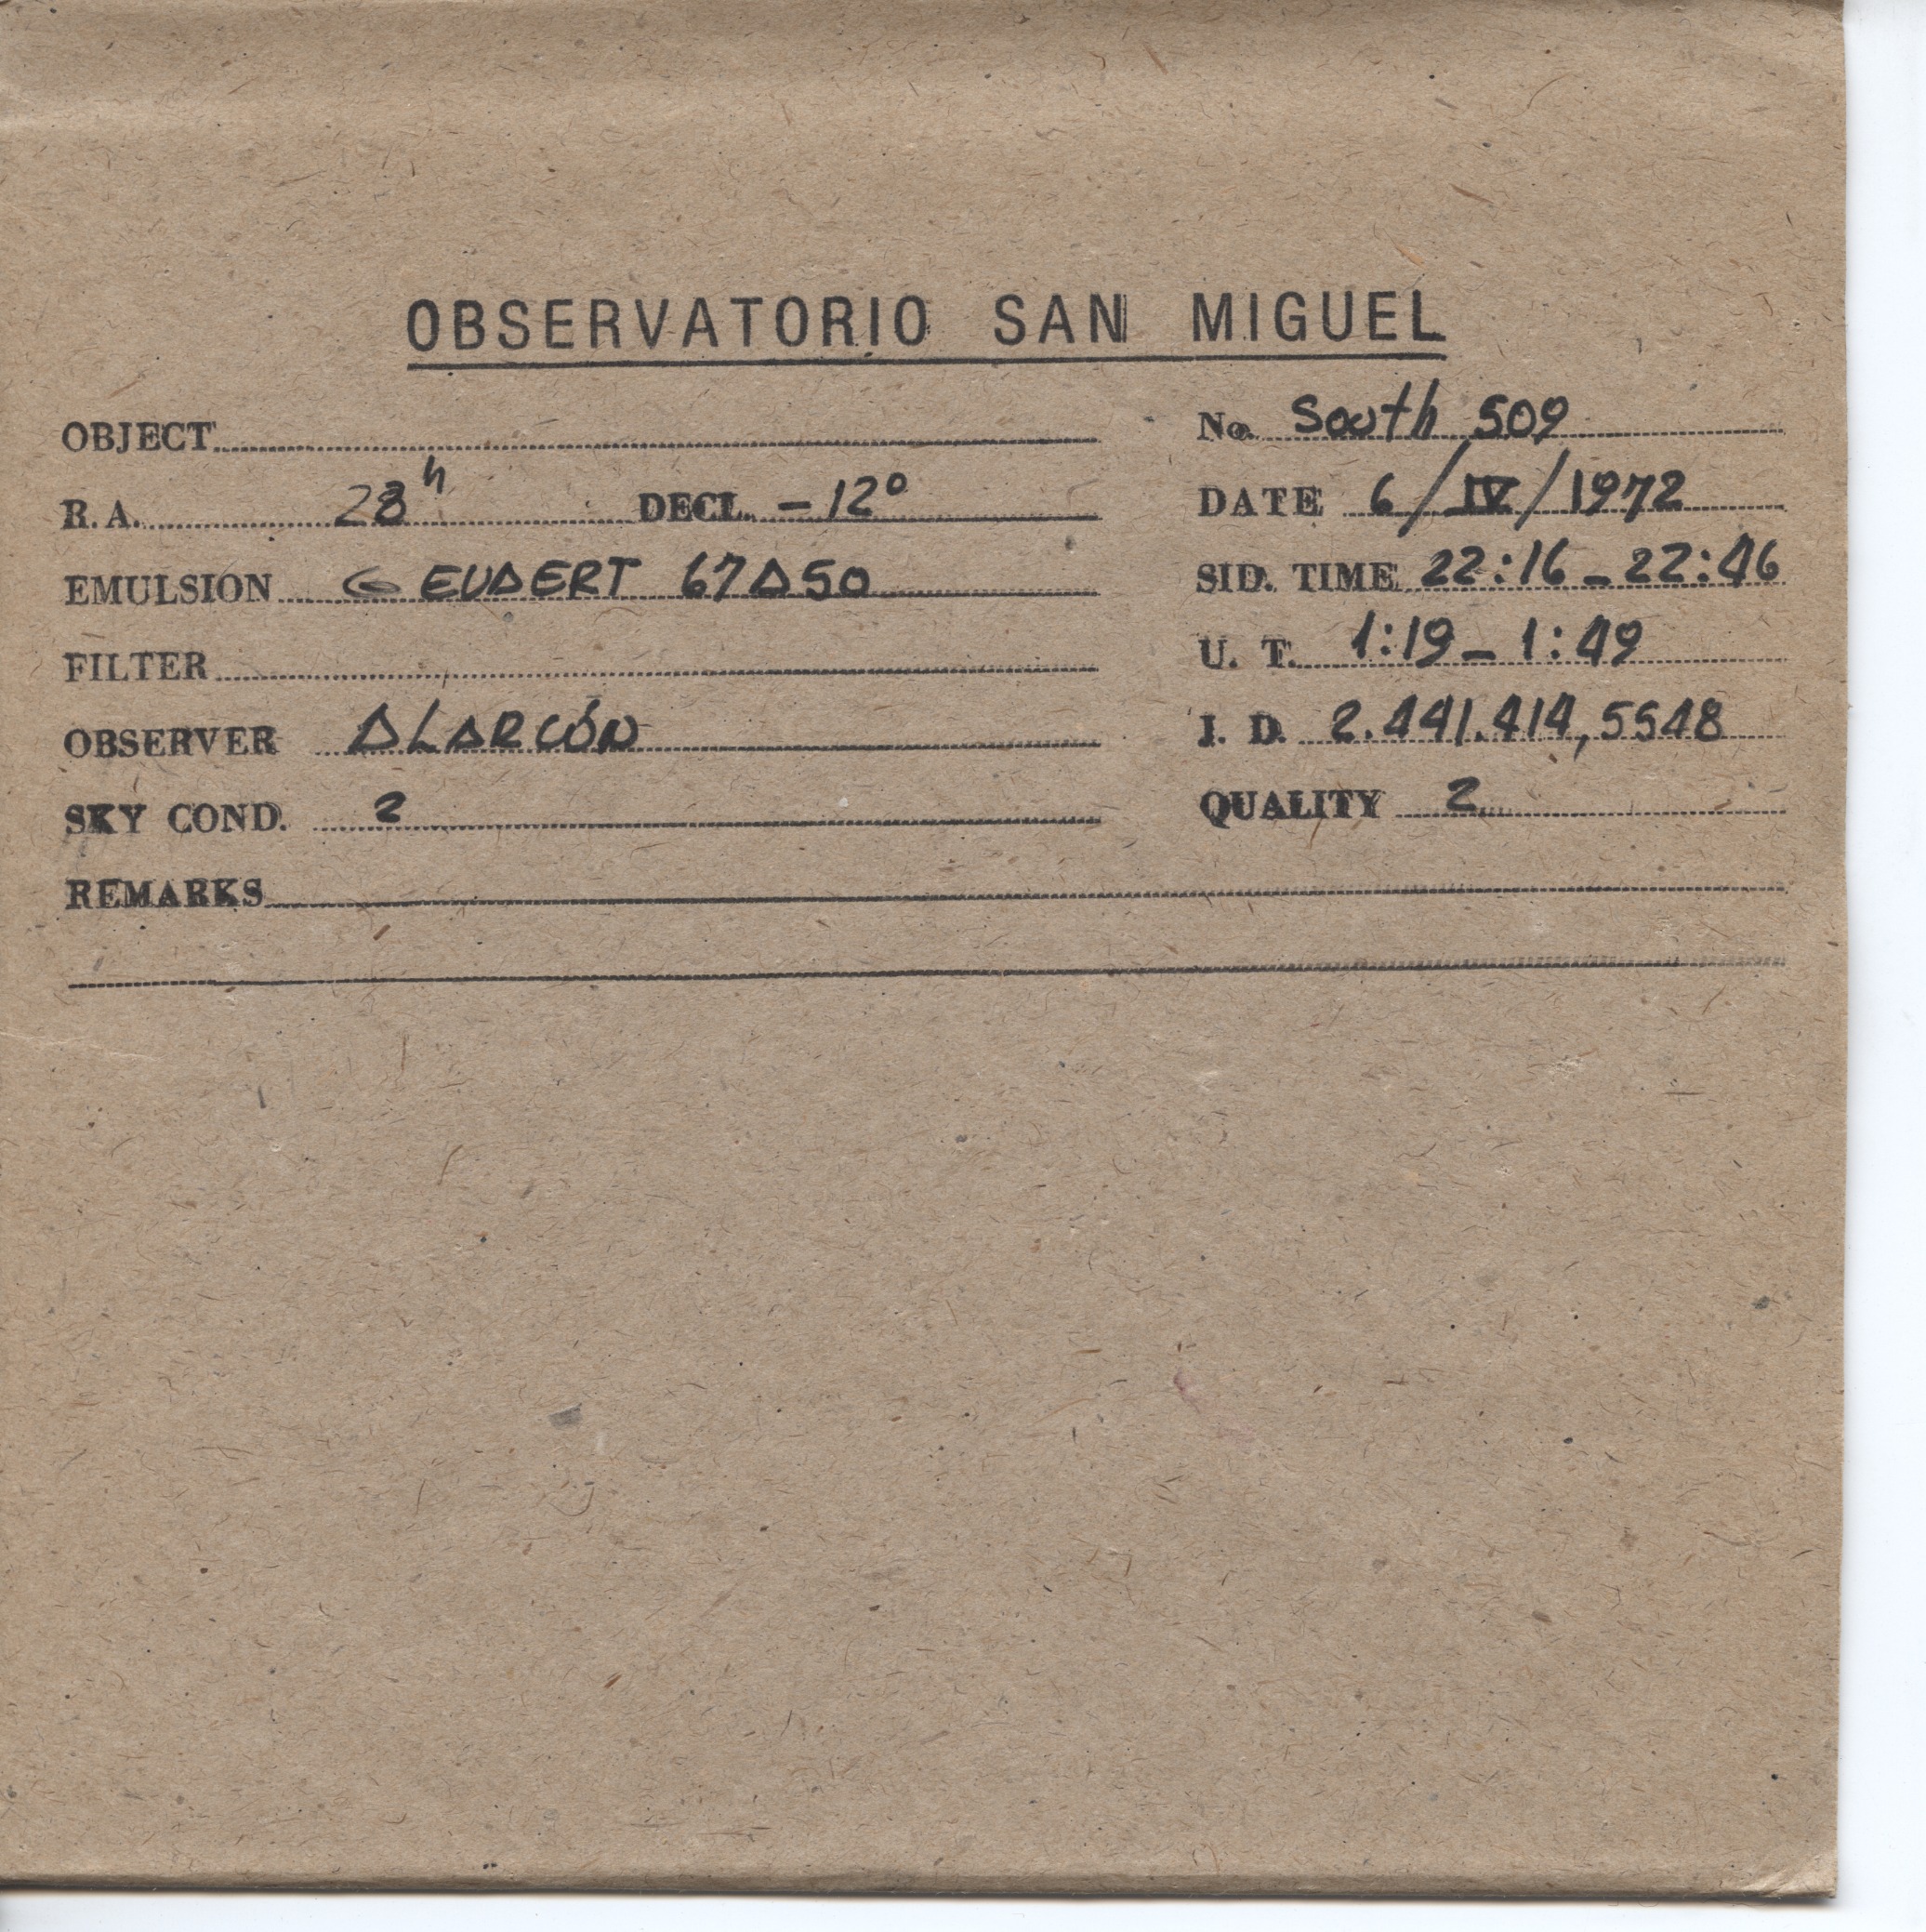 OBSERVATORIO SAN MIGUEL
OBJECT
No. South 509
R. A. 23h DECL. -12°
DATE 6/IV/1972
EMULSION GEUDERT 67A50
SID. TIME 22:16 - 22:46
FILTER
U. T. 1:19 - 1:49
OBSERVER ALARCÓN
J. D. 2.441.414,5548
SKY COND. 2
QUALITY 2
REMARKS